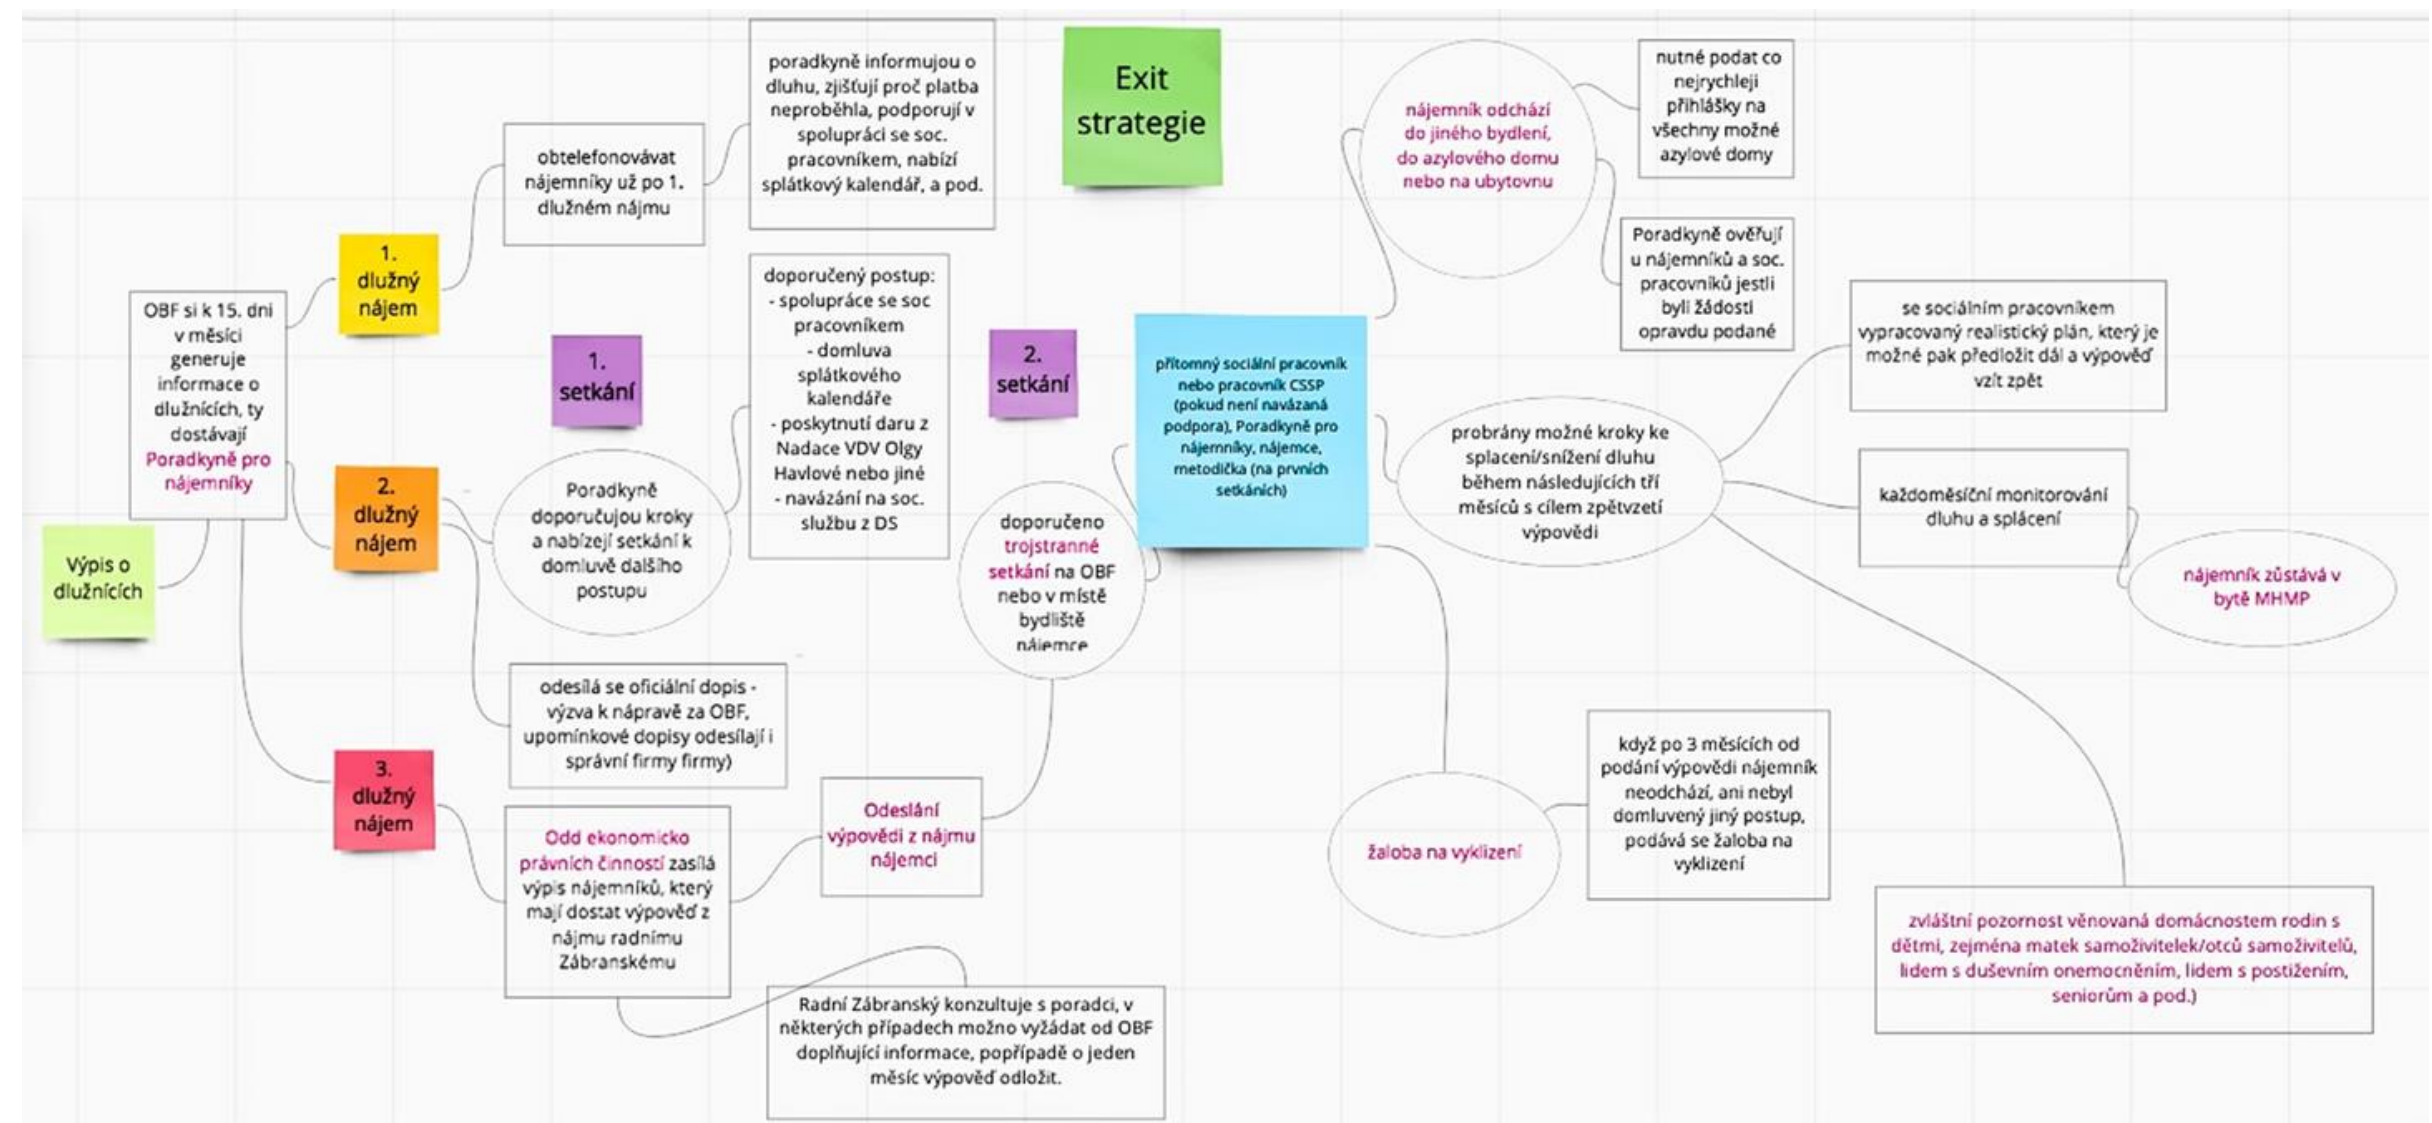 Výpis o
dlužnících
OBF si k 15. dni
v měsíci
generuje
informace o
dlužnících, ty
dostávají
Poradkyně pro
nájemníky
1.
dlužný
nájem
obtelefonovávat
nájemníky už po 1.
dlužném nájmu
poradkyně informujou o
dluhu, zjišťují proč platba
neproběhla, podporují v
spolupráci se soc.
pracovníkem, nabízí
splátkový kalendář, a pod.
2.
dlužný
nájem
1.
setkání
Poradkyně
doporučujou kroky
a nabízejí setkání k
domluvě dalšího
postupu
doporučený postup:
- spolupráce se soc
pracovníkem
- domluva
splátkového
kalendáře
- poskytnutí daru z
Nadace VDV Olgy
Havlové nebo jiné
- navázání na soc.
službu z DS
odesílá se oficiální dopis -
výzva k nápravě za OBF,
upomínkové dopisy odesílají i
správní firmy firmy)
3.
dlužný
nájem
Odd ekonomicko
právních činností zasílá
výpis nájemníků, který
mají dostat výpověď z
nájmu radnímu
Zábranskému
Radní Zábranský konzultuje s poradci, v
některých případech možno vyžádat od OBF
doplňující informace, popřípadě o jeden
měsíc výpověď odložit.
Odeslání
výpovědi z nájmu
nájemci
2.
setkání
doporučeno
trojstranné
setkání na OBF
nebo v místě
bydliště
nájemce
Exit
strategie
přítomný sociální pracovník
nebo pracovník CSSP
(pokud není navázaná
podpora), Poradkyně pro
nájemníky, nájemce,
metodička (na prvních
setkáních)
nájemník odchází
do jiného bydlení,
do azylového domu
nebo na ubytovnu
nutné podat co
nejrychleji
přihlášky na
všechny možné
azylové domy
Poradkyně ověřují
u nájemníků a soc.
pracovníků jestli
byli žádosti
opravdu podané
probrány možné kroky ke
splacení/snížení dluhu
během následujících tří
měsíců s cílem zpětvzetí
výpovědi
se sociálním pracovníkem
vypracovaný realistický plán, který je
možné pak předložit dál a výpověď
vzít zpět
každoměsíční monitorování
dluhu a splácení
nájemník zůstává v
bytě MHMP
zvláštní pozornost věnovaná domácnostem rodin s
dětmi, zejména matek samoživitelek/otců samoživitelů,
lidem s duševním onemocněním, lidem s postižením,
seniorům a pod.)
žaloba na vyklizení
když po 3 měsících od
podání výpovědi nájemník
neodchází, ani nebyl
domluvený jiný postup,
podává se žaloba na
vyklizení